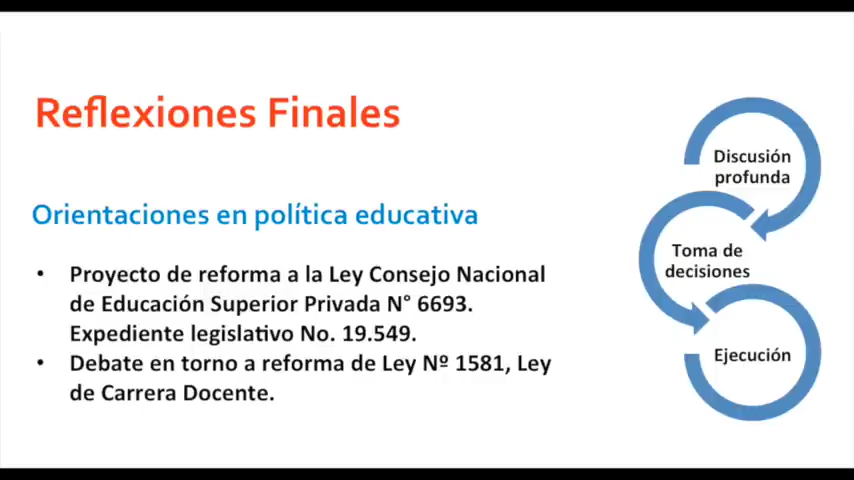 Reflexiones Finales
Orientaciones en política educativa
• Proyecto de reforma a la Ley Consejo Nacional
de Educación Superior Privada N° 6693.
Expediente legislativo No. 19.549.
• Debate en torno a reforma de Ley Nº 1581, Ley
de Carrera Docente.
Discusión
profunda
Toma de
decisiones
Ejecución